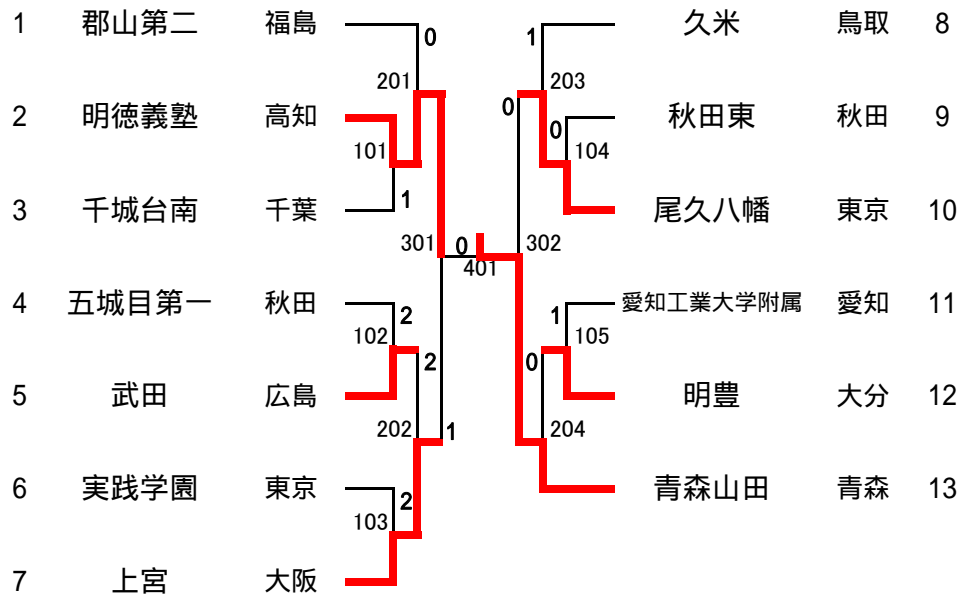 1 郡山第二 福島 0 1 久米 鳥取 8
201 203
2 明徳義塾 高知 0 秋田東 秋田 9
101 0 104
3 千城台南 千葉 1 尾久八幡 東京 10
301 0 302
401
4 五城目第一 秋田 2 1 愛知工業大学附属 愛知 11
102 105
2 0
5 武田 広島 明豊 大分 12
202 1 204
6 実践学園 東京 2 青森山田 青森 13
103
7 上宮 大阪